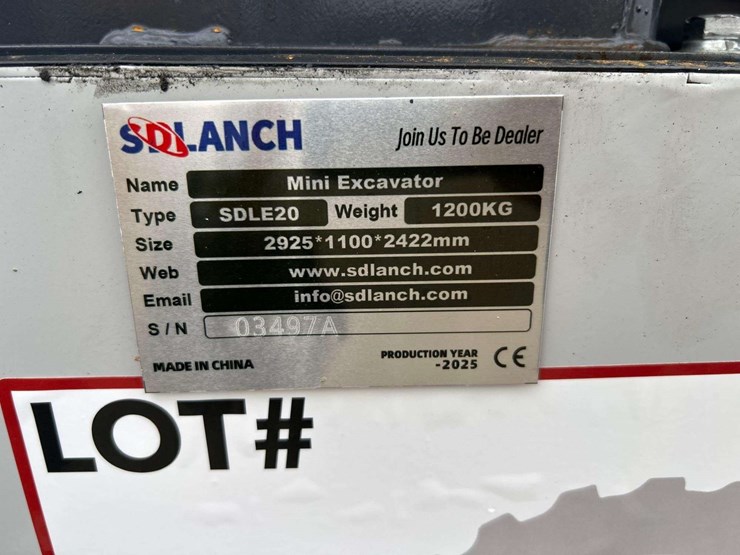 SDLANCH Join Us To Be Dealer
Name Mini Excavator
Type SDLE20 Weight 1200KG
Size 2925*1100*2422mm
Web www.sdlanch.com
Email info@sdlanch.com
S/N 03497A
MADE IN CHINA PRODUCTION YEAR -2025 CE
LOT#